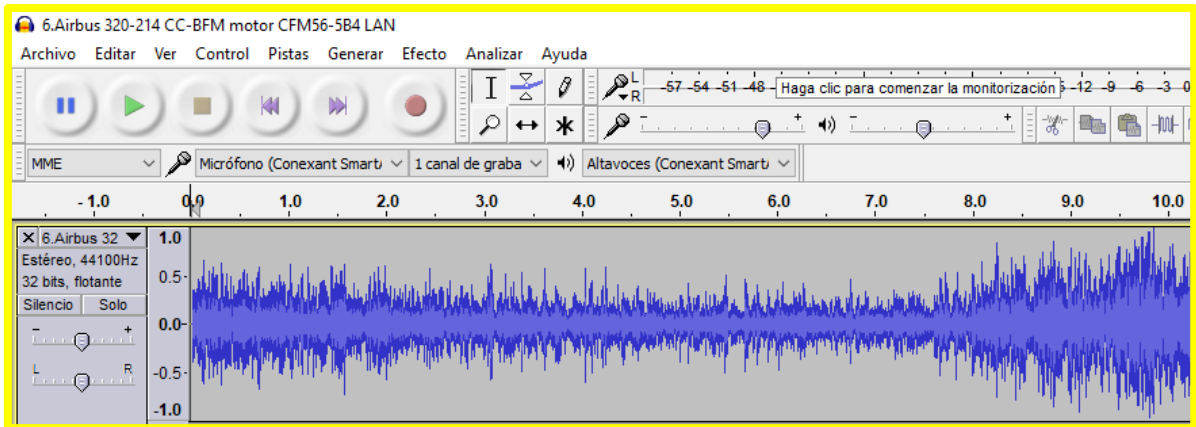 6.Airbus 320-214 CC-BFM motor CFM56-5B4 LAN
Archivo Editar Ver Control Pistas Generar Efecto Analizar Ayuda
L
R
-57 -54 -51 -48 - Haga clic para comenzar la monitorización -12 -9 -6 -3 0
- + - +
MME Micrófono (Conexant Smart 1 canal de graba Altavoces (Conexant Smart
- 1.0 0.0 1.0 2.0 3.0 4.0 5.0 6.0 7.0 8.0 9.0 10.0
X 6.Airbus 32 1.0
Estéreo, 44100Hz
32 bits, flotante 0.5-
Silencio Solo
- + 0.0-
L R -0.5-
-1.0